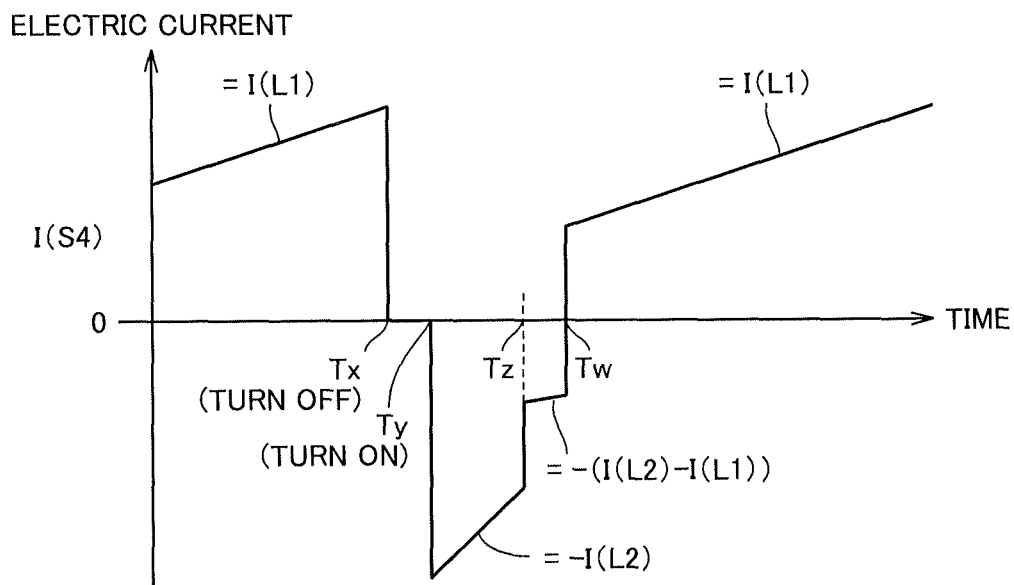 ELECTRIC CURRENT
= I(L1)
= I(L1)
I(S4)
0
TIME
Tx
(TURN OFF)
Ty
(TURN ON)
Tz
Tw
= -(I(L2)-I(L1))
= -I(L2)